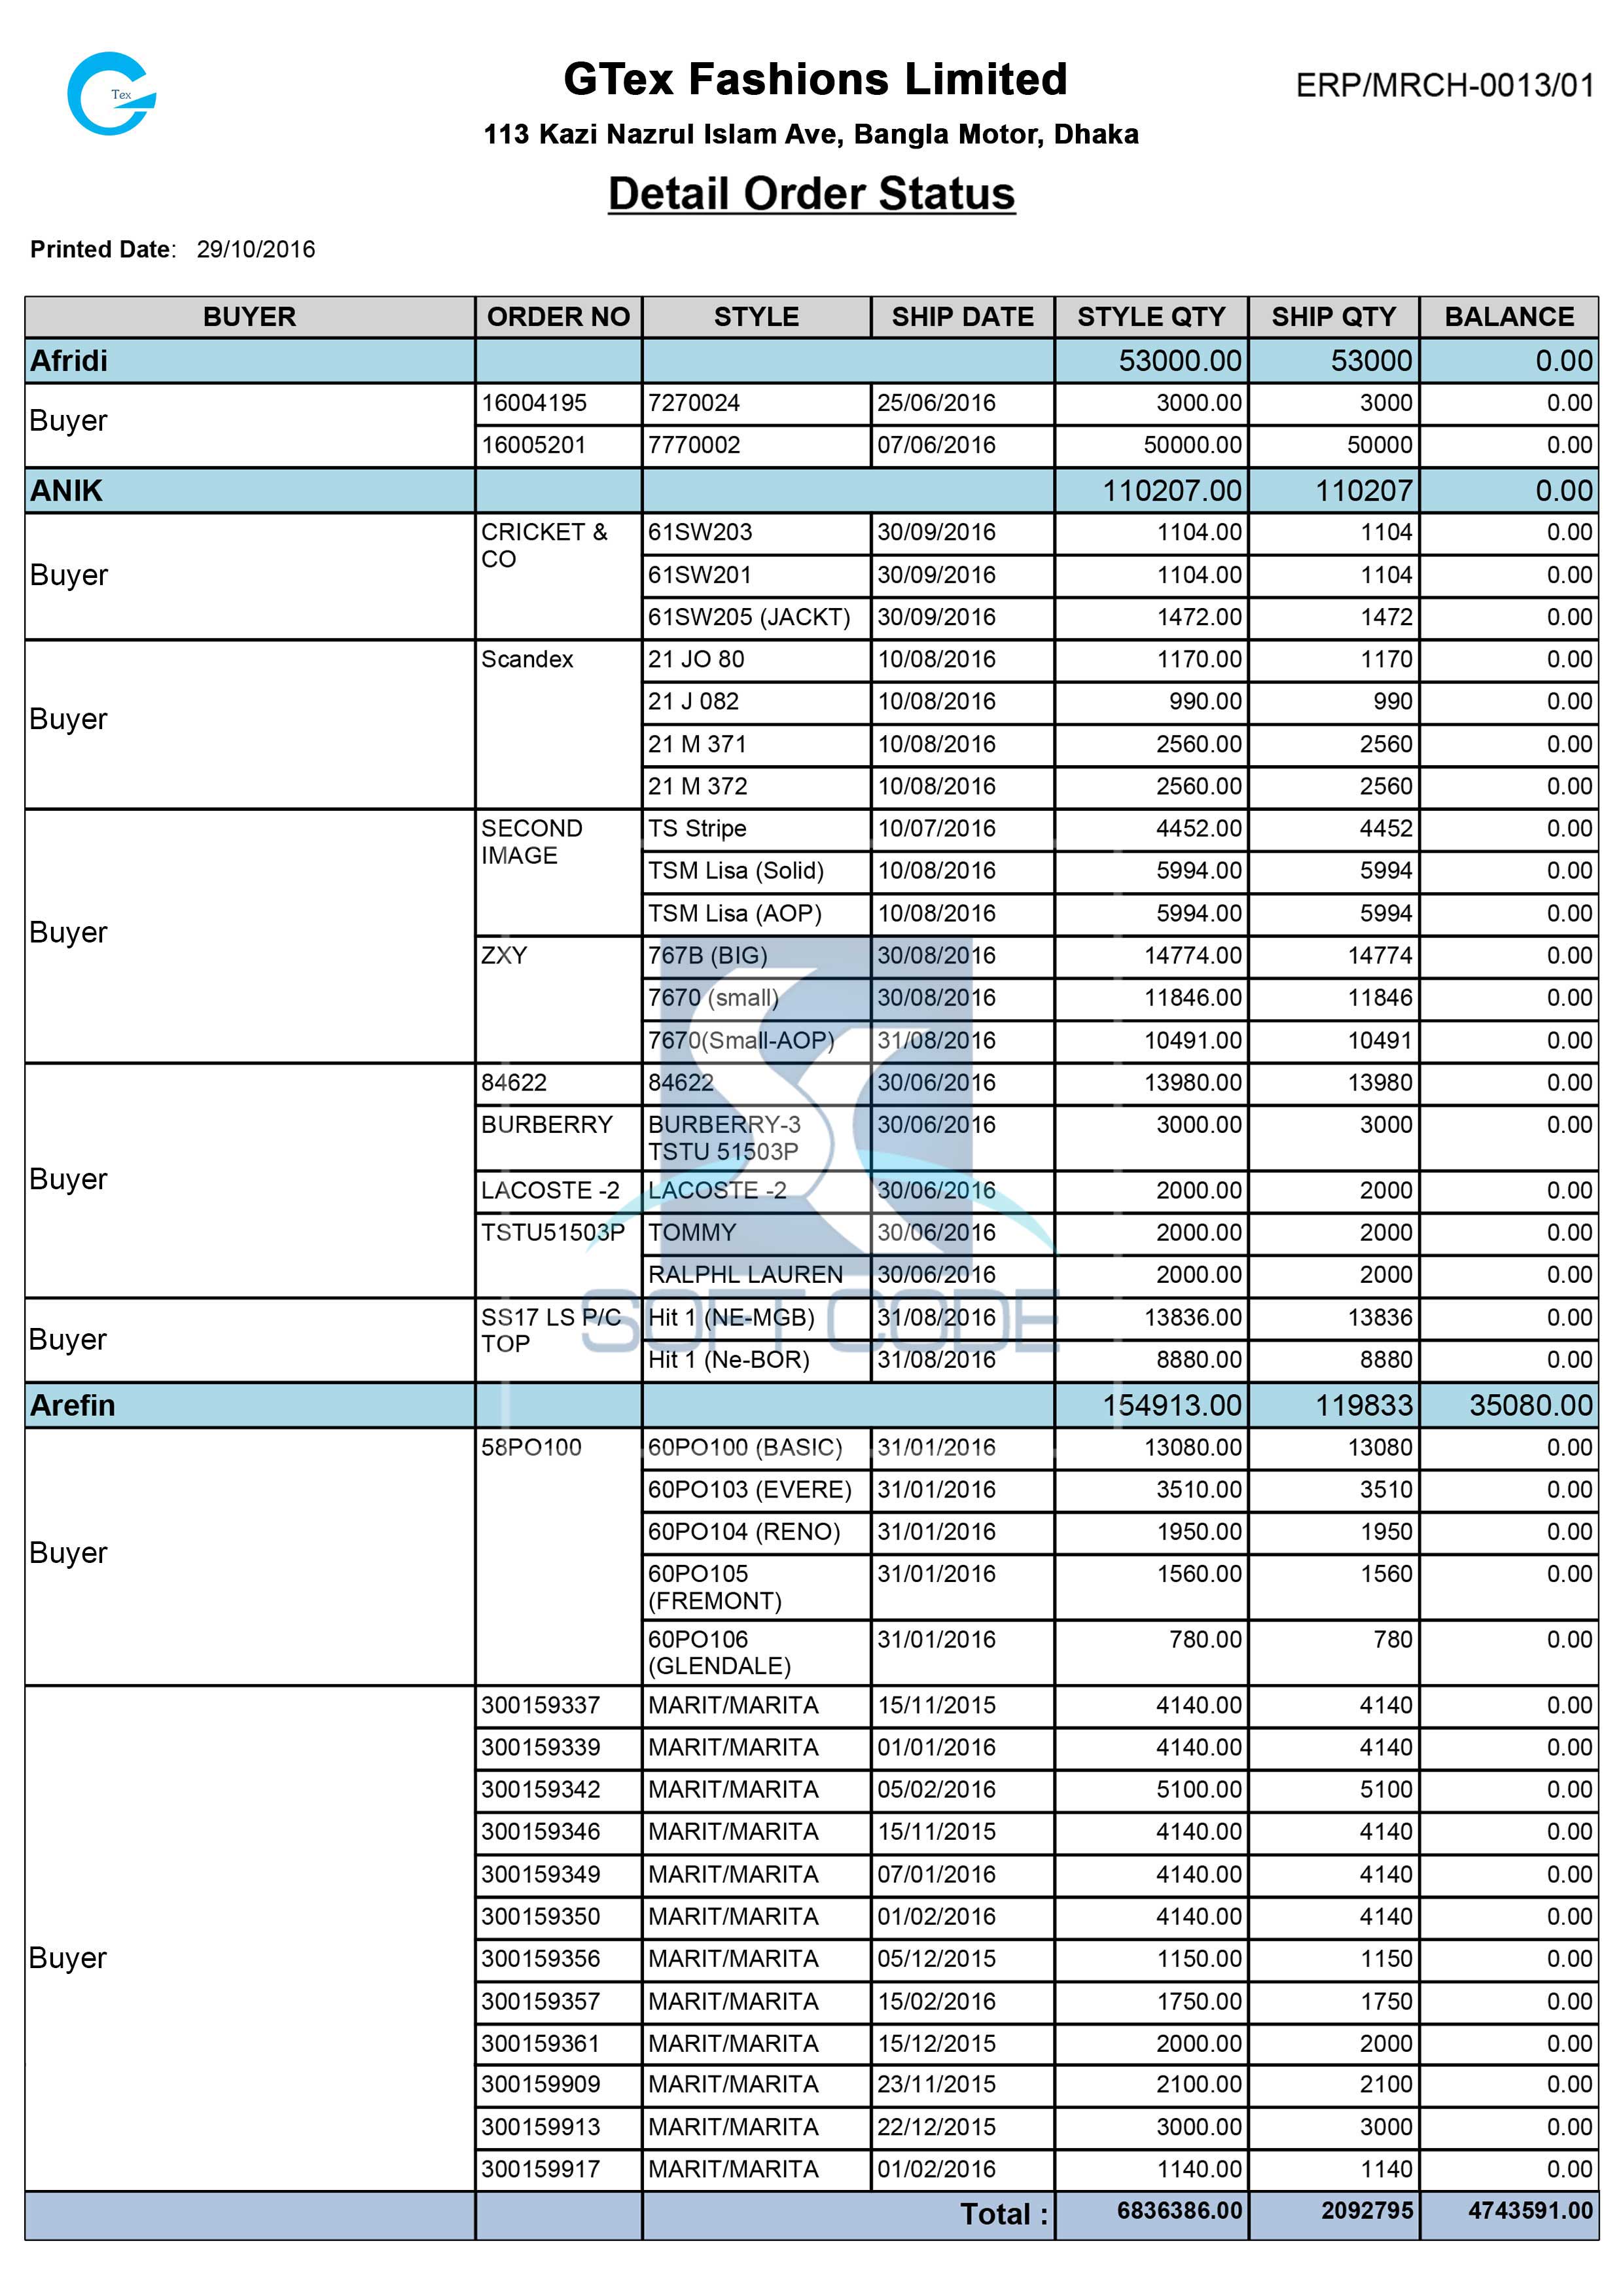 Tex
GTex Fashions Limited
ERP/MRCH-0013/01
113 Kazi Nazrul Islam Ave, Bangla Motor, Dhaka
Detail Order Status
Printed Date: 29/10/2016
BUYER ORDER NO STYLE SHIP DATE STYLE QTY SHIP QTY BALANCE
Afridi 53000.00 53000 0.00
Buyer
16004195 7270024 25/06/2016 3000.00 3000 0.00
16005201 7770002 07/06/2016 50000.00 50000 0.00
ANIK 110207.00 110207 0.00
Buyer
CRICKET & 61SW203 30/09/2016 1104.00 1104 0.00
CO
61SW201 30/09/2016 1104.00 1104 0.00
61SW205 (JACKT) 30/09/2016 1472.00 1472 0.00
Buyer
Scandex 21 JO 80 10/08/2016 1170.00 1170 0.00
21 J 082 10/08/2016 990.00 990 0.00
21 M 371 10/08/2016 2560.00 2560 0.00
21 M 372 10/08/2016 2560.00 2560 0.00
Buyer
SECOND TS Stripe 10/07/2016 4452.00 4452 0.00
IMAGE
TSM Lisa (Solid) 10/08/2016 5994.00 5994 0.00
TSM Lisa (AOP) 10/08/2016 5994.00 5994 0.00
ZXY 767B (BIG) 30/08/2016 14774.00 14774 0.00
7670 (small) 30/08/2016 11846.00 11846 0.00
7670(Small-AOP) 31/08/2016 10491.00 10491 0.00
Buyer
84622 84622 30/06/2016 13980.00 13980 0.00
BURBERRY BURBERRY-3 30/06/2016 3000.00 3000 0.00
TSTU 51503P
LACOSTE -2 LACOSTE -2 30/06/2016 2000.00 2000 0.00
TSTU51503P TOMMY 30/06/2016 2000.00 2000 0.00
RALPHL LAUREN 30/06/2016 2000.00 2000 0.00
SOFT CODE
Buyer
SS17 LS P/C Hit 1 (NE-MGB) 31/08/2016 13836.00 13836 0.00
TOP
Hit 1 (Ne-BOR) 31/08/2016 8880.00 8880 0.00
Arefin 154913.00 119833 35080.00
Buyer
58PO100 60PO100 (BASIC) 31/01/2016 13080.00 13080 0.00
60PO103 (EVERE) 31/01/2016 3510.00 3510 0.00
60PO104 (RENO) 31/01/2016 1950.00 1950 0.00
60PO105 31/01/2016 1560.00 1560 0.00
(FREMONT)
60PO106 31/01/2016 780.00 780 0.00
(GLENDALE)
Buyer
300159337 MARIT/MARITA 15/11/2015 4140.00 4140 0.00
300159339 MARIT/MARITA 01/01/2016 4140.00 4140 0.00
300159342 MARIT/MARITA 05/02/2016 5100.00 5100 0.00
300159346 MARIT/MARITA 15/11/2015 4140.00 4140 0.00
300159349 MARIT/MARITA 07/01/2016 4140.00 4140 0.00
300159350 MARIT/MARITA 01/02/2016 4140.00 4140 0.00
300159356 MARIT/MARITA 05/12/2015 1150.00 1150 0.00
300159357 MARIT/MARITA 15/02/2016 1750.00 1750 0.00
300159361 MARIT/MARITA 15/12/2015 2000.00 2000 0.00
300159909 MARIT/MARITA 23/11/2015 2100.00 2100 0.00
300159913 MARIT/MARITA 22/12/2015 3000.00 3000 0.00
300159917 MARIT/MARITA 01/02/2016 1140.00 1140 0.00
Total : 6836386.00 2092795 4743591.00